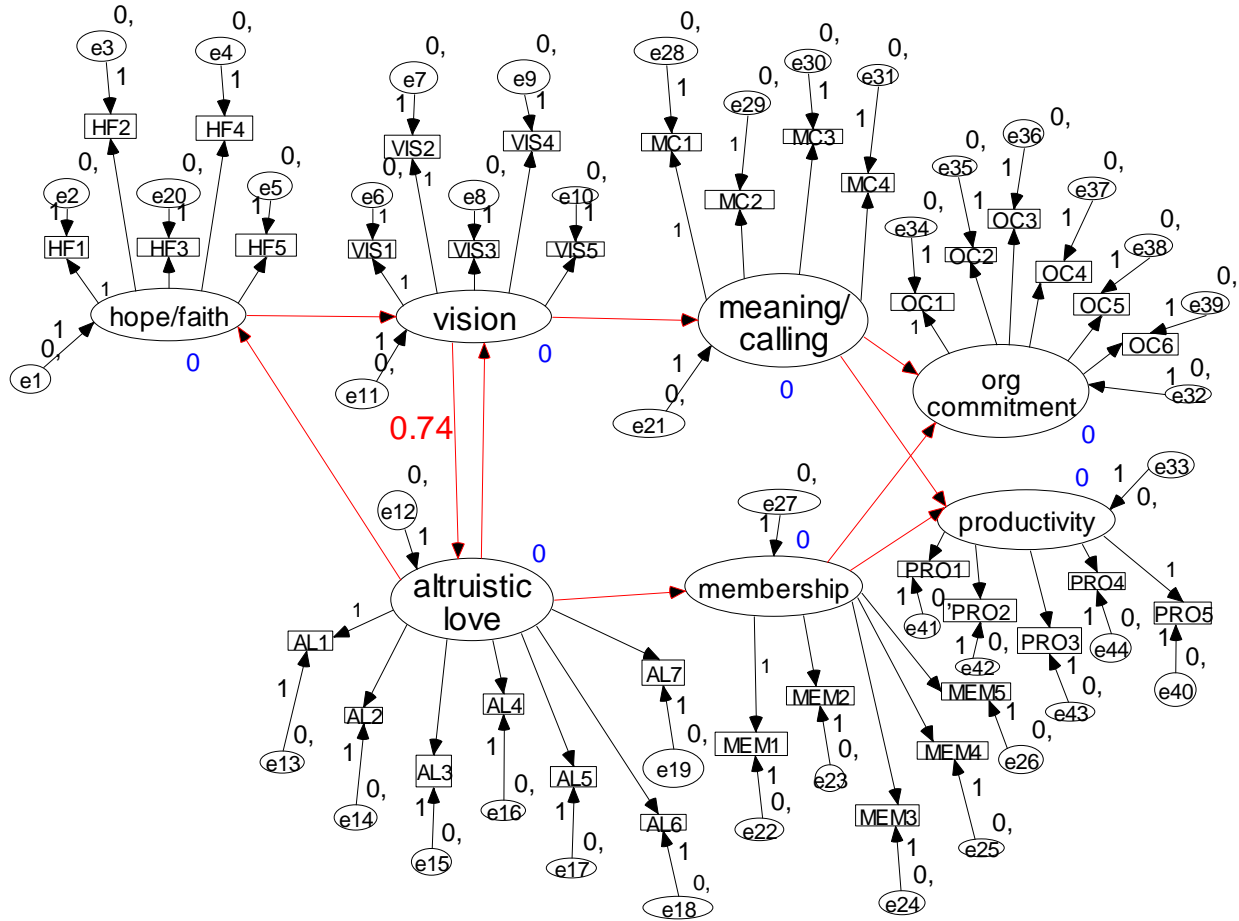 0,
0,
0,
0,
0,
0,
0,
e3
e4
e7
e9
e28
e30
e31
1
1
1
1
1
1
1
HF2
HF4
VIS2
VIS4
MC1
MC3
0,
e29
1
MC2
MC4
1
1
0,
0,
0,
e2
e20
e5
1
1
1
HF1
HF3
HF5
1
0,
0,
0,
e6
e8
e10
1
1
1
VIS1
VIS3
VIS5
1
0,
0,
0,
0,
0,
0,
e34
e35
e36
e37
e38
e39
1
1
1
1
1
1
OC1
OC2
OC3
OC4
OC5
OC6
1
hope/faith
0
1
0,
e1
vision
0
1
0,
e11
meaning/
calling
0
1
0,
e21
org
commitment
0
1
0,
e32
0.74
0,
e12
1
altruistic
love
0
0,
e27
1
membership
0
0
productivity
1
0,
e33
1
AL1
AL2
AL3
AL4
AL5
AL6
AL7
1
1
1
1
1
1
1
0,
0,
0,
0,
0,
0,
0,
e13
e14
e15
e16
e17
e18
e19
1
MEM1
MEM2
MEM3
MEM4
MEM5
1
1
1
1
1
0,
0,
0,
0,
0,
e22
e23
e24
e25
e26
PRO1
'PRO2
PRO3
PRO4
PRO5
1
1
1
1
1
1
0,
0,
0,
0,
0,
e41
e42
e43
e44
e40